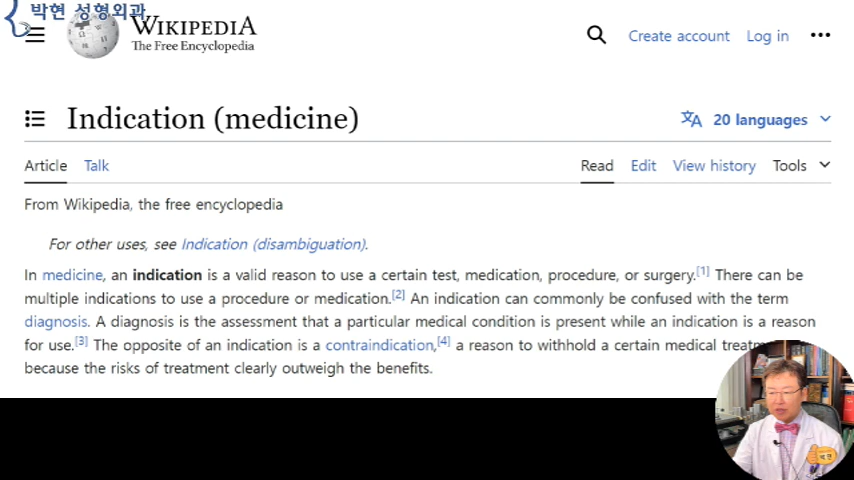 박현 성형외과
WIKIPEDIA
The Free Encyclopedia
Create account
Log in
Indication (medicine)
20 languages
Article
Talk
Read
Edit
View history
Tools
From Wikipedia, the free encyclopedia
For other uses, see Indication (disambiguation).
In medicine, an indication is a valid reason to use a certain test, medication, procedure, or surgery.[1] There can be
multiple indications to use a procedure or medication.[2] An indication can commonly be confused with the term
diagnosis. A diagnosis is the assessment that a particular medical condition is present while an indication is a reason
for use.[3] The opposite of an indication is a contraindication,[4] a reason to withhold a certain medical
because the risks of treatment clearly outweigh the benefits.